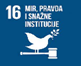 16 MIR, PRAVDA
I SNAŽNE
INSTITUCIJE